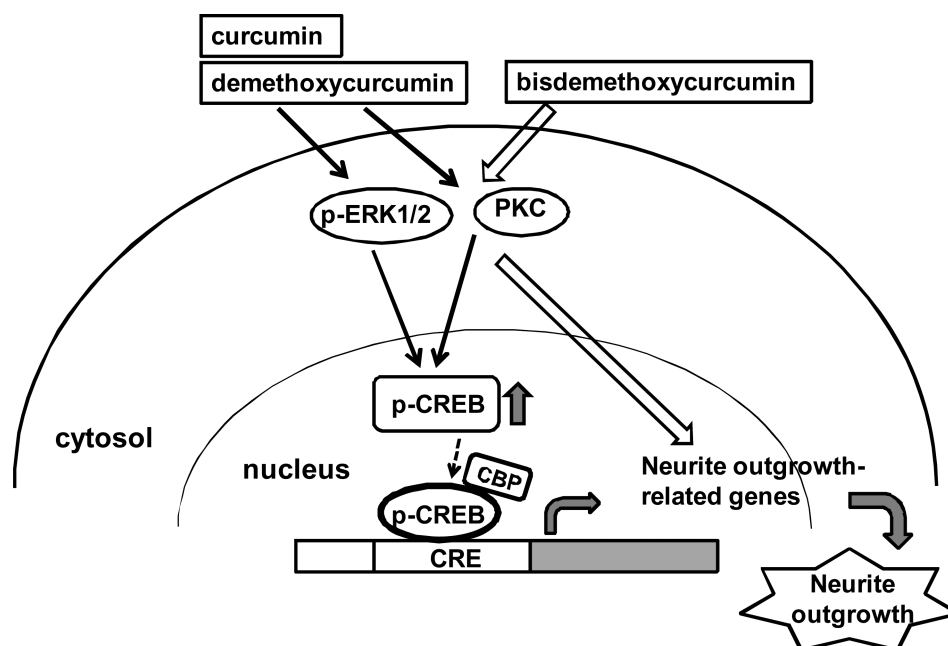 curcumin
demethoxycurcumin
bisdemethoxycurcumin
p-ERK1/2
PKC
p-CREB
cytosol
nucleus
CBP
Neurite outgrowth-
related genes
p-CREB
CRE
Neurite
outgrowth